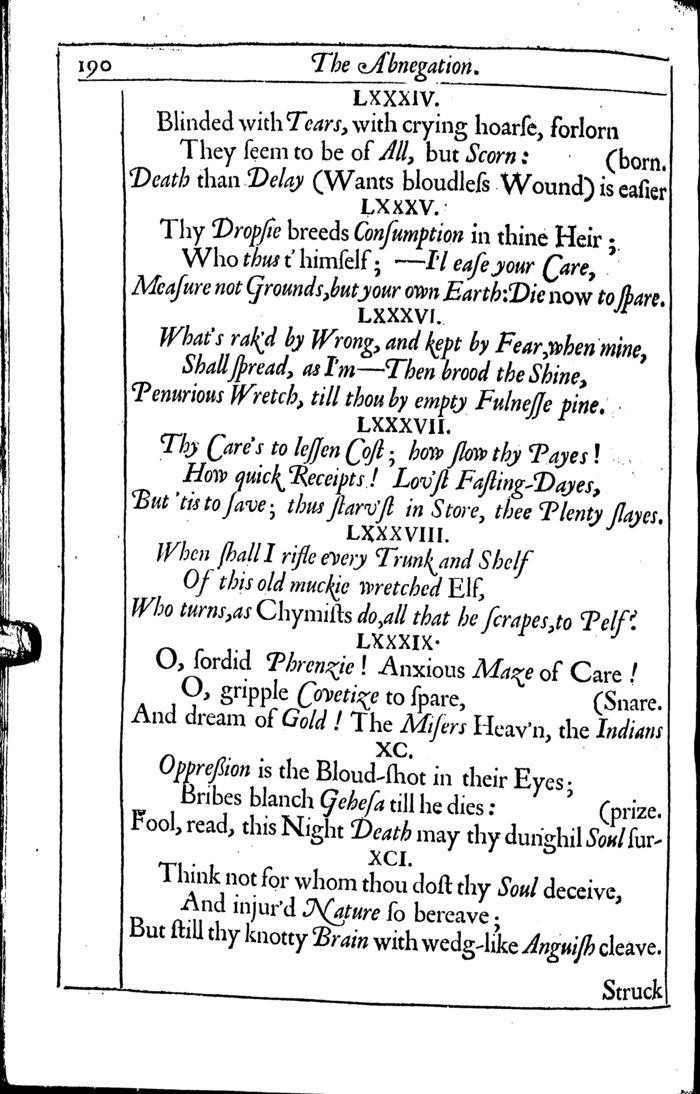 190 The Abnegation.
LXXXIV.
Blinded with Tears, with crying hoarſe, forlorn
They ſeem to be of All, but Scorn: (born.
Death than Delay (Wants bloudleſs Wound) is eaſier
LXXXV.
Thy Dropſie breeds Conſumption in thine Heir;
Who thus t' himſelf; —I'l eaſe your Care,
Meaſure not Grounds, but your own Earth: Die now to ſpare.
LXXXVI.
What's rak'd by Wrong, and kept by Fear, when mine,
Shall ſpread, as I'm—Then brood the Shine,
Penurious Wretch, till thou by empty Fulneſſe pine.
LXXXVII.
Thy Care's to leſſen Coſt; how ſlow thy Payes!
How quick Receipts! Lov'ſt Faſting-Dayes,
But 'tis to ſave; thus ſtarv'ſt in Store, thee Plenty ſlayes.
LXXXVIII.
When ſhall I rifle every Trunk and Shelf
Of this old muckie wretched Elf,
Who turns, as Chymiſts do, all that he ſcrapes, to Pelf?
LXXXIX.
O, ſordid Phrenzie! Anxious Maze of Care!
O, gripple Covetize to ſpare, (Snare.
And dream of Gold! The Miſers Heav'n, the Indians
XC.
Oppreſſion is the Bloud-ſhot in their Eyes;
Bribes blanch Geheſa till he dies: (prize.
Fool, read, this Night Death may thy dunghil Soul ſur-
XCI.
Think not for whom thou doſt thy Soul deceive,
And injur'd Nature ſo bereave;
But ſtill thy knotty Brain with wedg-like Anguiſh cleave.
Struck